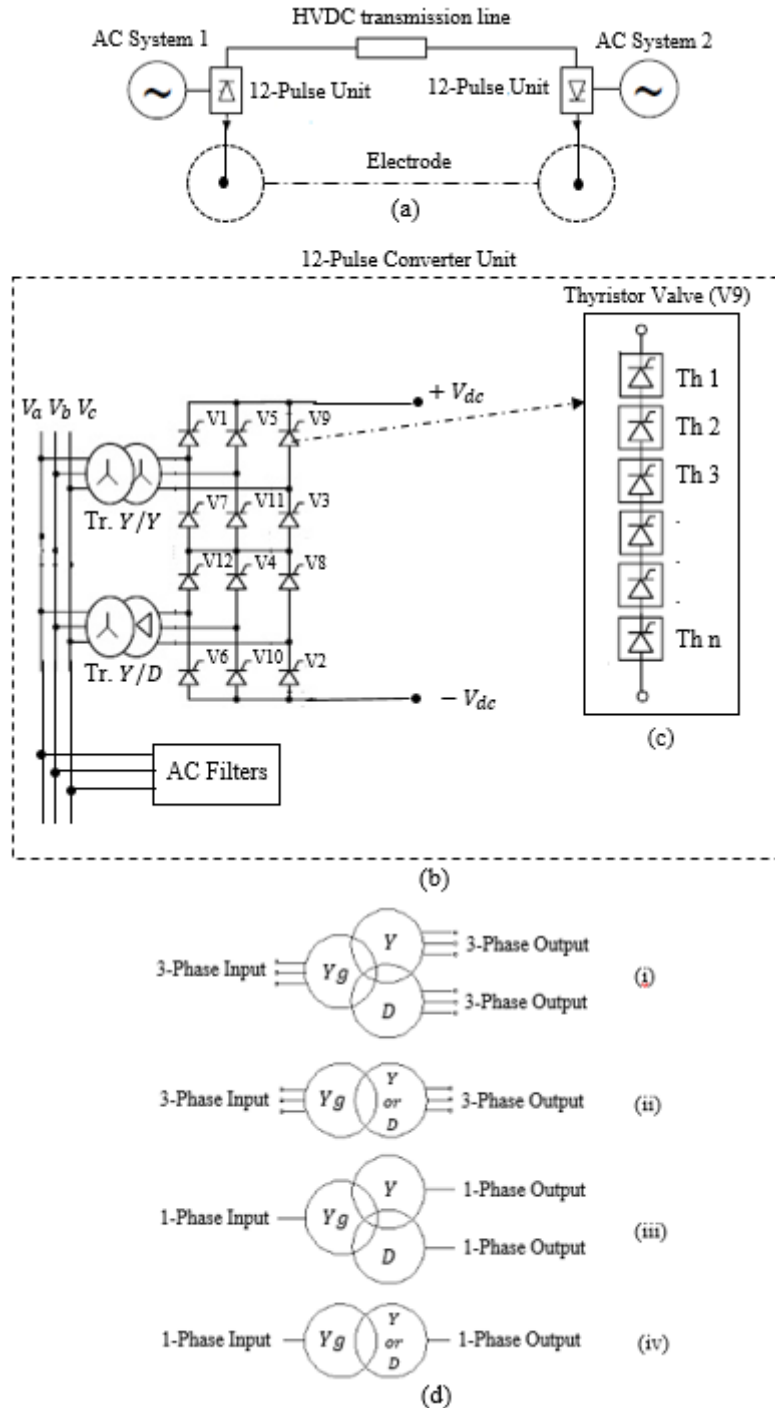 HVDC transmission line
AC System 1
AC System 2
12-Pulse Unit
12-Pulse Unit
~
~
Electrode
(a)
12-Pulse Converter Unit
Thyristor Valve (V9)
+ Vdc
Va Vb Vc
V1
V5
V9
Th 1
Th 2
Th 3
Tr. Y/Y
V7
V11
V3
V12
V4
V8
.
.
Tr. Y/D
V6
V10
V2
Th n
− Vdc
(c)
AC Filters
(b)
Y
3-Phase Output
3-Phase Input
Yg
(i)
D
3-Phase Output
3-Phase Input
Yg
Y
or
D
3-Phase Output
(ii)
Y
1-Phase Output
1-Phase Input
Yg
(iii)
D
1-Phase Output
1-Phase Input
Yg
Y
or
D
1-Phase Output
(iv)
(d)